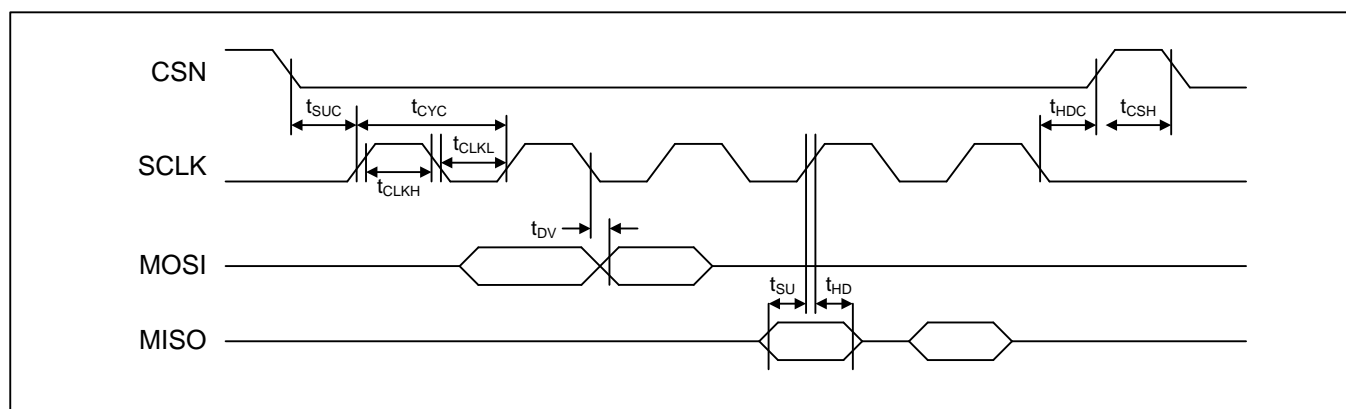 CSN
tSUC
tCYC
tHDC
tCSH
tCLKL
SCLK
tCLKH
tDV
MOSI
tSU
tHD
MISO